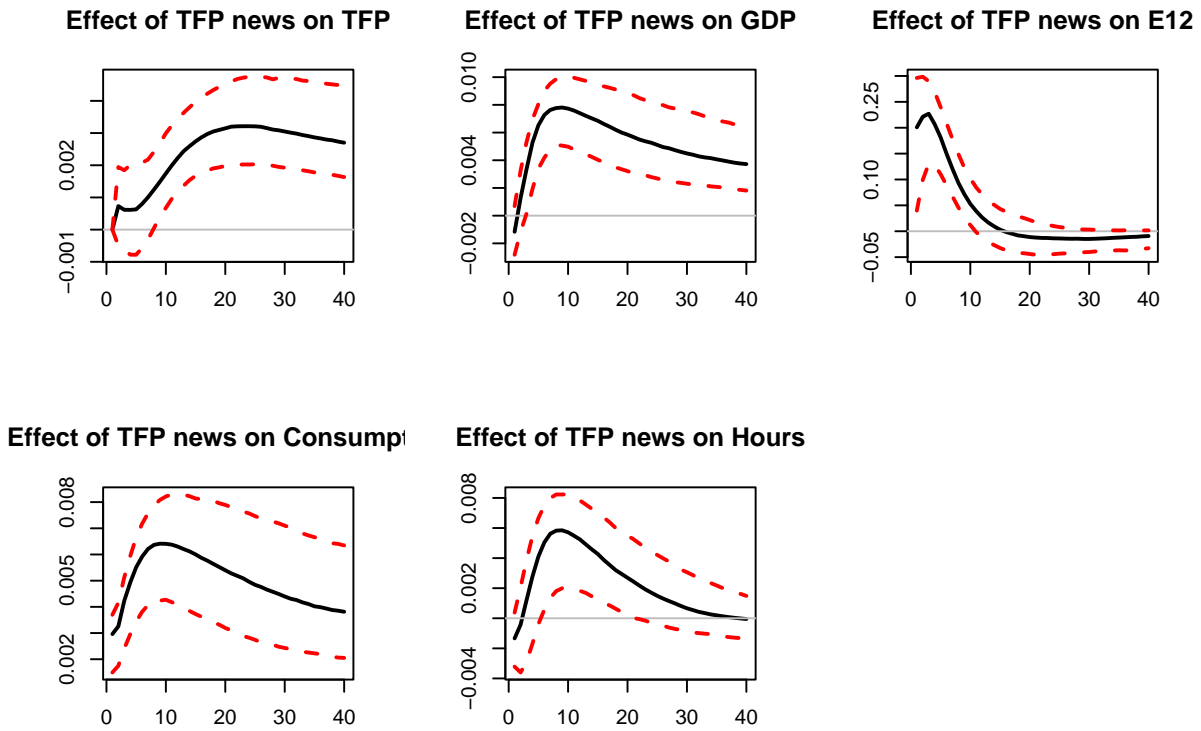 Effect of TFP news on TFP
Effect of TFP news on GDP
Effect of TFP news on E12
0.002
−0.001
0 10 20 30 40
0.010
0.004
−0.002
0 10 20 30 40
0.25
0.10
−0.05
0 10 20 30 40
Effect of TFP news on Consumpt
Effect of TFP news on Hours
0.008
0.005
0.002
0 10 20 30 40
0.008
0.002
−0.004
0 10 20 30 40